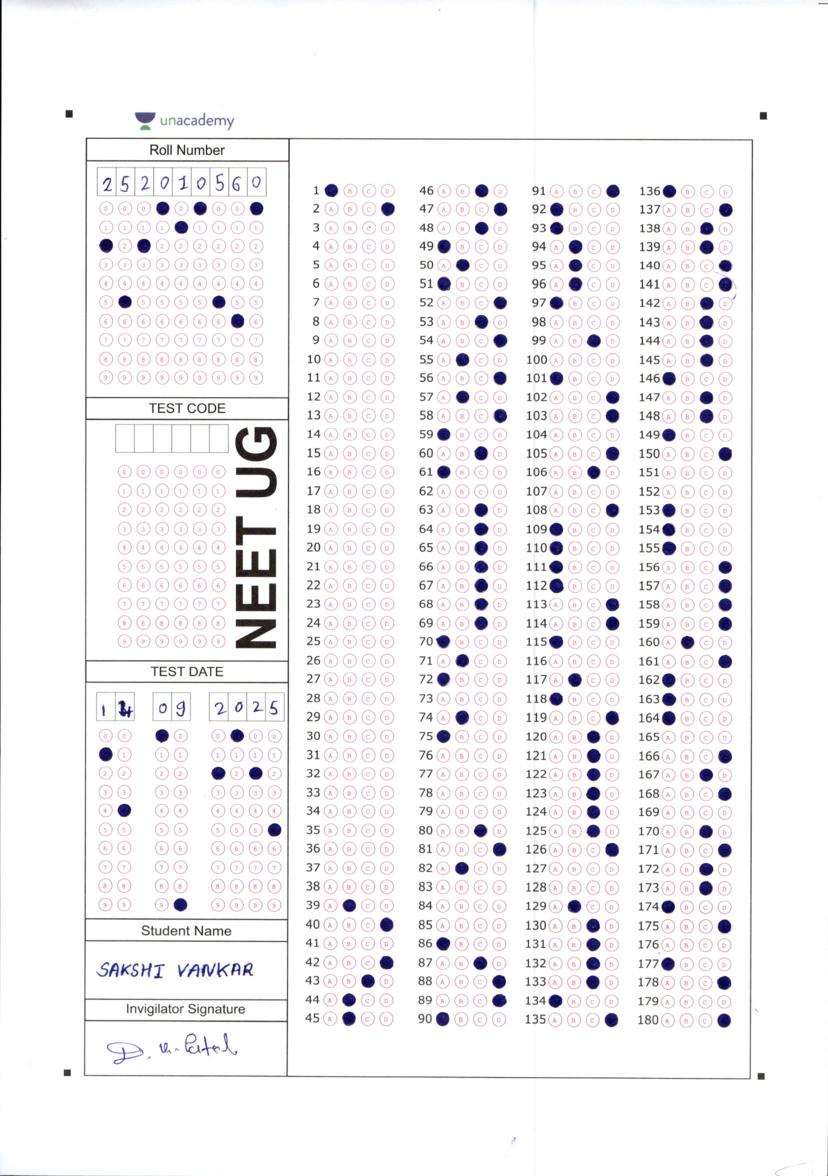 unacademy
Roll Number
2 5 2 0 1 0 5 6 0
TEST CODE
NEET UG
TEST DATE
1 4 0 9 2 0 2 5
Student Name
SAKSHI VANKAR
Invigilator Signature
1 A B C D 46 A B C D 91 A B C D 136 A B C D
2 A B C D 47 A B C D 92 A B C D 137 A B C D
3 A B C D 48 A B C D 93 A B C D 138 A B C D
4 A B C D 49 A B C D 94 A B C D 139 A B C D
5 A B C D 50 A B C D 95 A B C D 140 A B C D
6 A B C D 51 A B C D 96 A B C D 141 A B C D
7 A B C D 52 A B C D 97 A B C D 142 A B C D
8 A B C D 53 A B C D 98 A B C D 143 A B C D
9 A B C D 54 A B C D 99 A B C D 144 A B C D
10 A B C D 55 A B C D 100 A B C D 145 A B C D
11 A B C D 56 A B C D 101 A B C D 146 A B C D
12 A B C D 57 A B C D 102 A B C D 147 A B C D
13 A B C D 58 A B C D 103 A B C D 148 A B C D
14 A B C D 59 A B C D 104 A B C D 149 A B C D
15 A B C D 60 A B C D 105 A B C D 150 A B C D
16 A B C D 61 A B C D 106 A B C D 151 A B C D
17 A B C D 62 A B C D 107 A B C D 152 A B C D
18 A B C D 63 A B C D 108 A B C D 153 A B C D
19 A B C D 64 A B C D 109 A B C D 154 A B C D
20 A B C D 65 A B C D 110 A B C D 155 A B C D
21 A B C D 66 A B C D 111 A B C D 156 A B C D
22 A B C D 67 A B C D 112 A B C D 157 A B C D
23 A B C D 68 A B C D 113 A B C D 158 A B C D
24 A B C D 69 A B C D 114 A B C D 159 A B C D
25 A B C D 70 A B C D 115 A B C D 160 A B C D
26 A B C D 71 A B C D 116 A B C D 161 A B C D
27 A B C D 72 A B C D 117 A B C D 162 A B C D
28 A B C D 73 A B C D 118 A B C D 163 A B C D
29 A B C D 74 A B C D 119 A B C D 164 A B C D
30 A B C D 75 A B C D 120 A B C D 165 A B C D
31 A B C D 76 A B C D 121 A B C D 166 A B C D
32 A B C D 77 A B C D 122 A B C D 167 A B C D
33 A B C D 78 A B C D 123 A B C D 168 A B C D
34 A B C D 79 A B C D 124 A B C D 169 A B C D
35 A B C D 80 A B C D 125 A B C D 170 A B C D
36 A B C D 81 A B C D 126 A B C D 171 A B C D
37 A B C D 82 A B C D 127 A B C D 172 A B C D
38 A B C D 83 A B C D 128 A B C D 173 A B C D
39 A B C D 84 A B C D 129 A B C D 174 A B C D
40 A B C D 85 A B C D 130 A B C D 175 A B C D
41 A B C D 86 A B C D 131 A B C D 176 A B C D
42 A B C D 87 A B C D 132 A B C D 177 A B C D
43 A B C D 88 A B C D 133 A B C D 178 A B C D
44 A B C D 89 A B C D 134 A B C D 179 A B C D
45 A B C D 90 A B C D 135 A B C D 180 A B C D